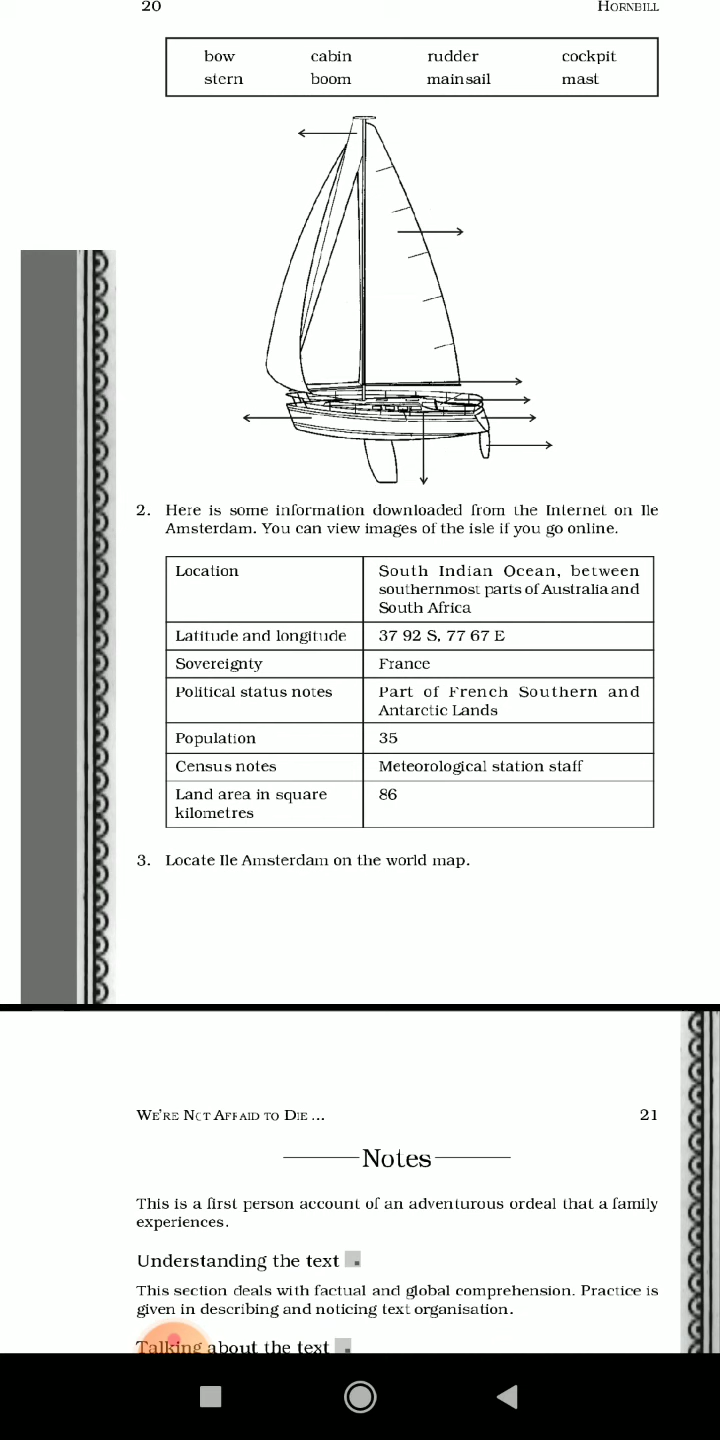 20 HORNBILL
bow cabin rudder cockpit
stern boom mainsail mast
2. Here is some information downloaded from the Internet on Ile
Amsterdam. You can view images of the isle if you go online.
Location South Indian Ocean, between
southernmost parts of Australia and
South Africa
Latitude and longitude 37 92 S, 77 67 E
Sovereignty France
Political status notes Part of French Southern and
Antarctic Lands
Population 35
Census notes Meteorological station staff
Land area in square 86
kilometres
3. Locate Ile Amsterdam on the world map.
WE'RE NOT AFRAID TO DIE ... 21
Notes
This is a first person account of an adventurous ordeal that a family
experiences.
Understanding the text
This section deals with factual and global comprehension. Practice is
given in describing and noticing text organisation.
Talking about the text